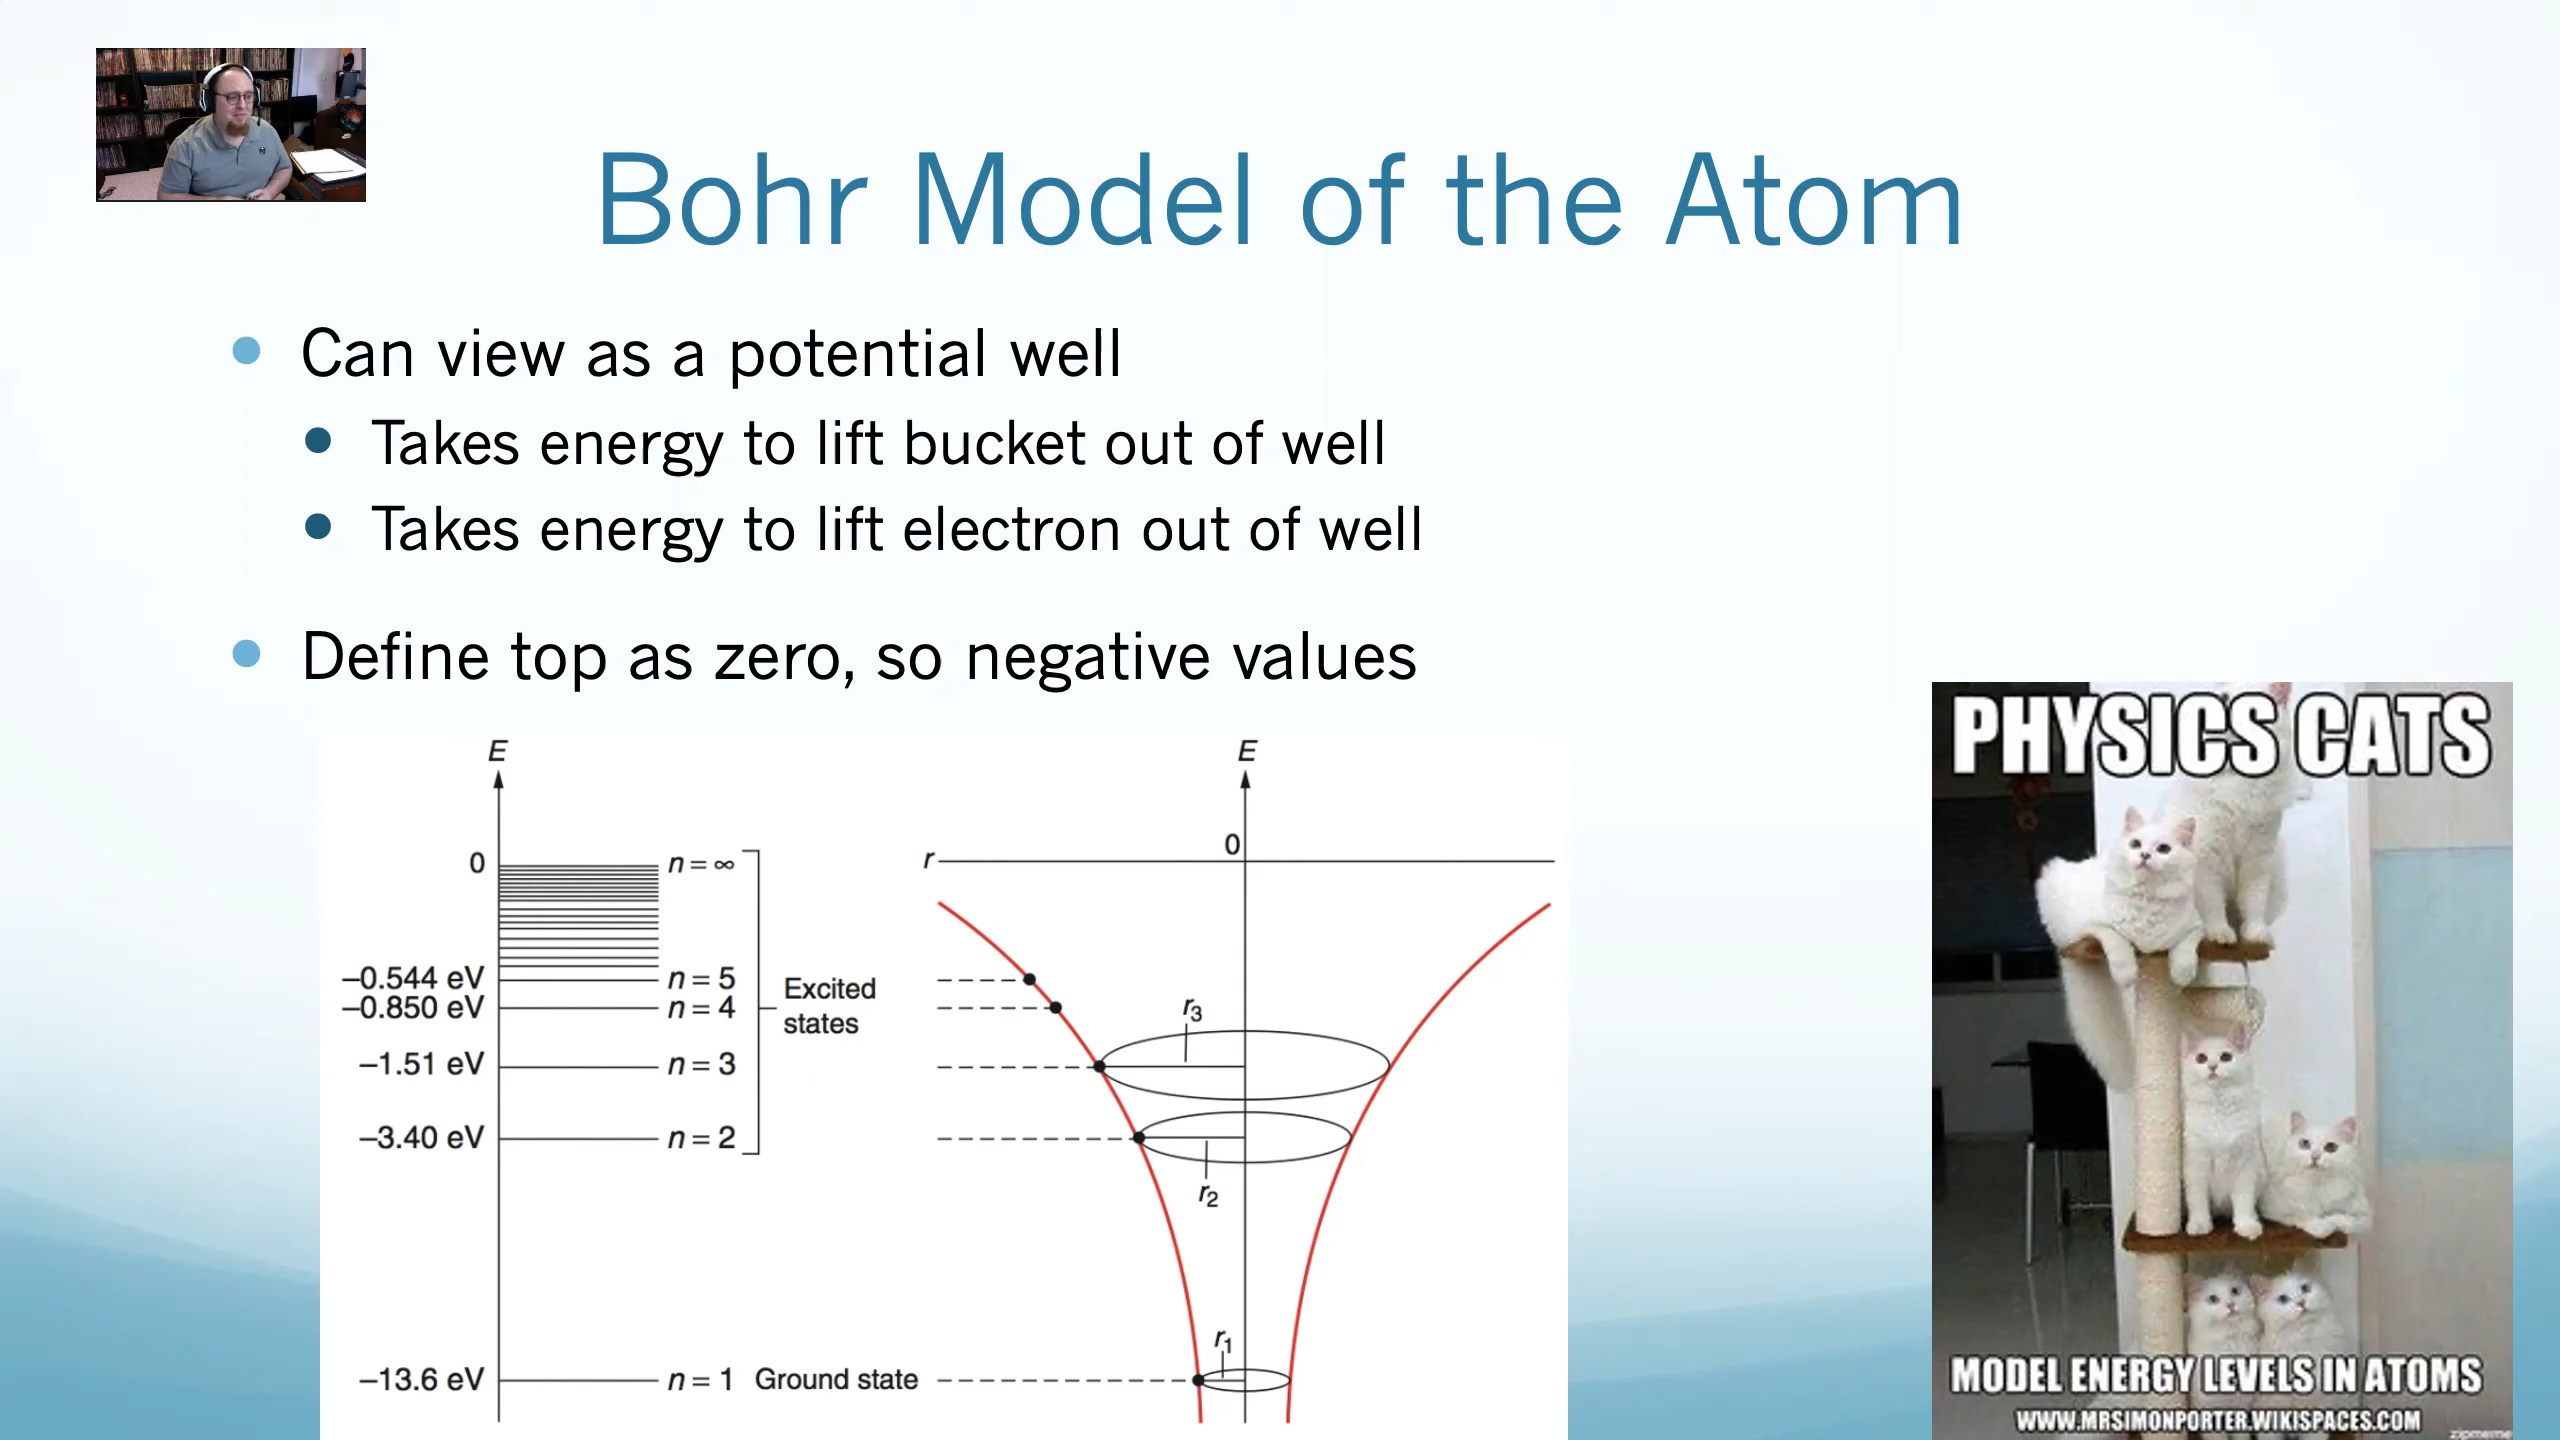 Bohr Model of the Atom
Can view as a potential well
Takes energy to lift bucket out of well
Takes energy to lift electron out of well
Define top as zero, so negative values
E
0
n = ∞
–0.544 eV
n = 5
–0.850 eV
n = 4
–1.51 eV
n = 3
–3.40 eV
n = 2
Excited
states
–13.6 eV
n = 1 Ground state
E
0
r
r3
r2
r1
PHYSICS CATS
MODEL ENERGY LEVELS IN ATOMS
WWW.MRSIMONPORTER.WIKISPACES.COM
zipmeme